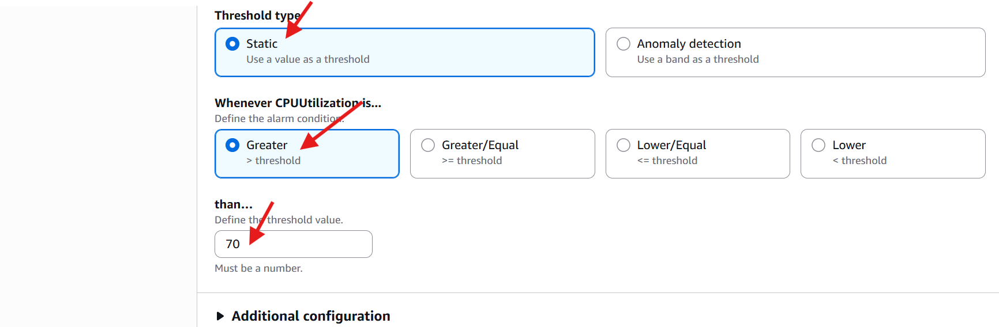 Threshold type
Static
Use a value as a threshold
Anomaly detection
Use a band as a threshold
Whenever CPUUtilization is...
Define the alarm condition.
Greater
> threshold
Greater/Equal
>= threshold
Lower/Equal
<= threshold
Lower
< threshold
than...
Define the threshold value.
70
Must be a number.
Additional configuration